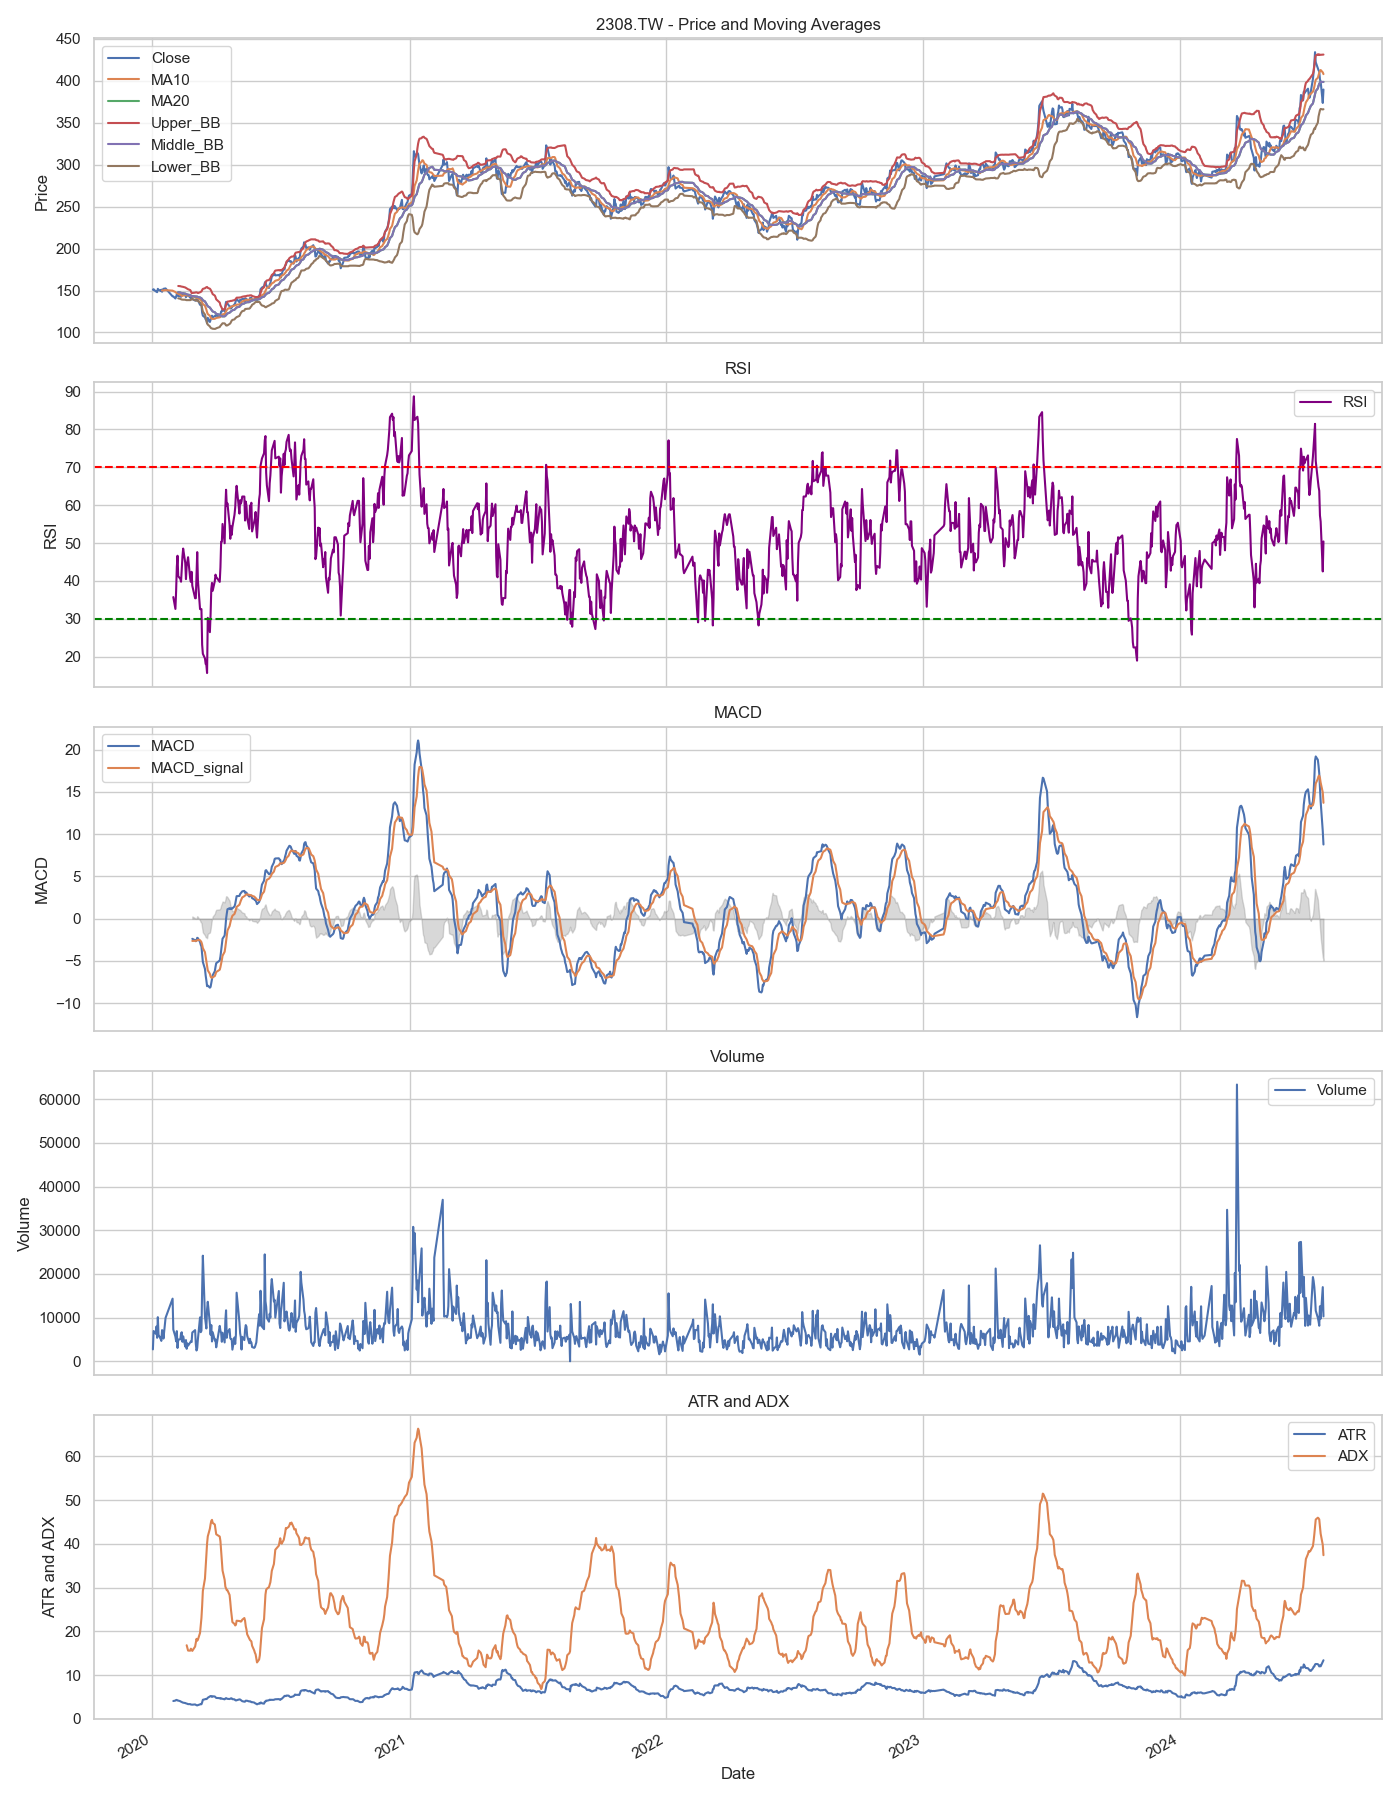 2308.TW - Price and Moving Averages
450
400
350
300
250
200
150
100
Price
Close
MA10
MA20
Upper_BB
Middle_BB
Lower_BB
RSI
90
80
70
60
50
40
30
20
RSI
RSI
MACD
20
15
10
5
0
−5
−10
MACD
MACD
MACD_signal
Volume
60000
50000
40000
30000
20000
10000
0
Volume
Volume
ATR and ADX
60
50
40
30
20
10
0
ATR and ADX
ATR
ADX
2020
2021
2022
2023
2024
Date